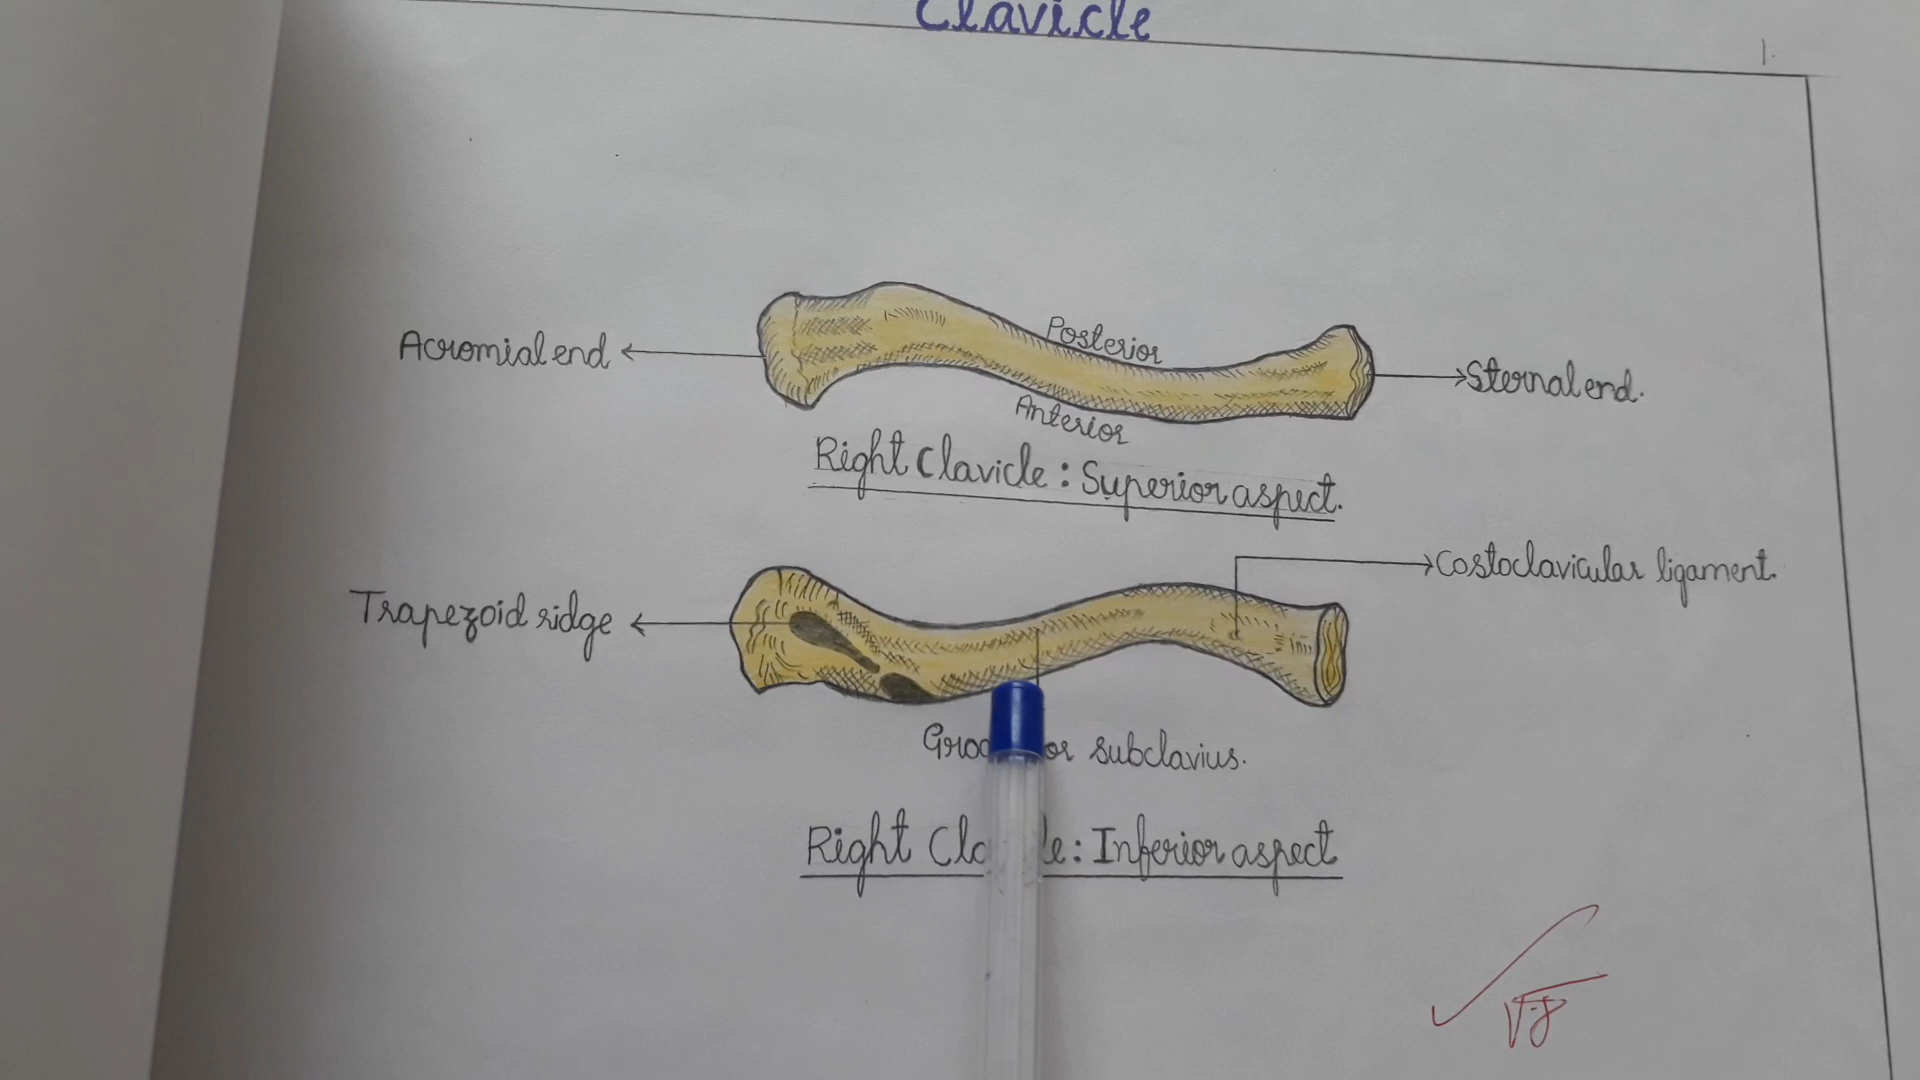 Clavicle
1.
Acromial end
Posterior
Sternal end.
Anterior
Right Clavicle : Superior aspect.
Costoclavicular ligament.
Trapezoid ridge
subclavius.
Right : Inferior aspect